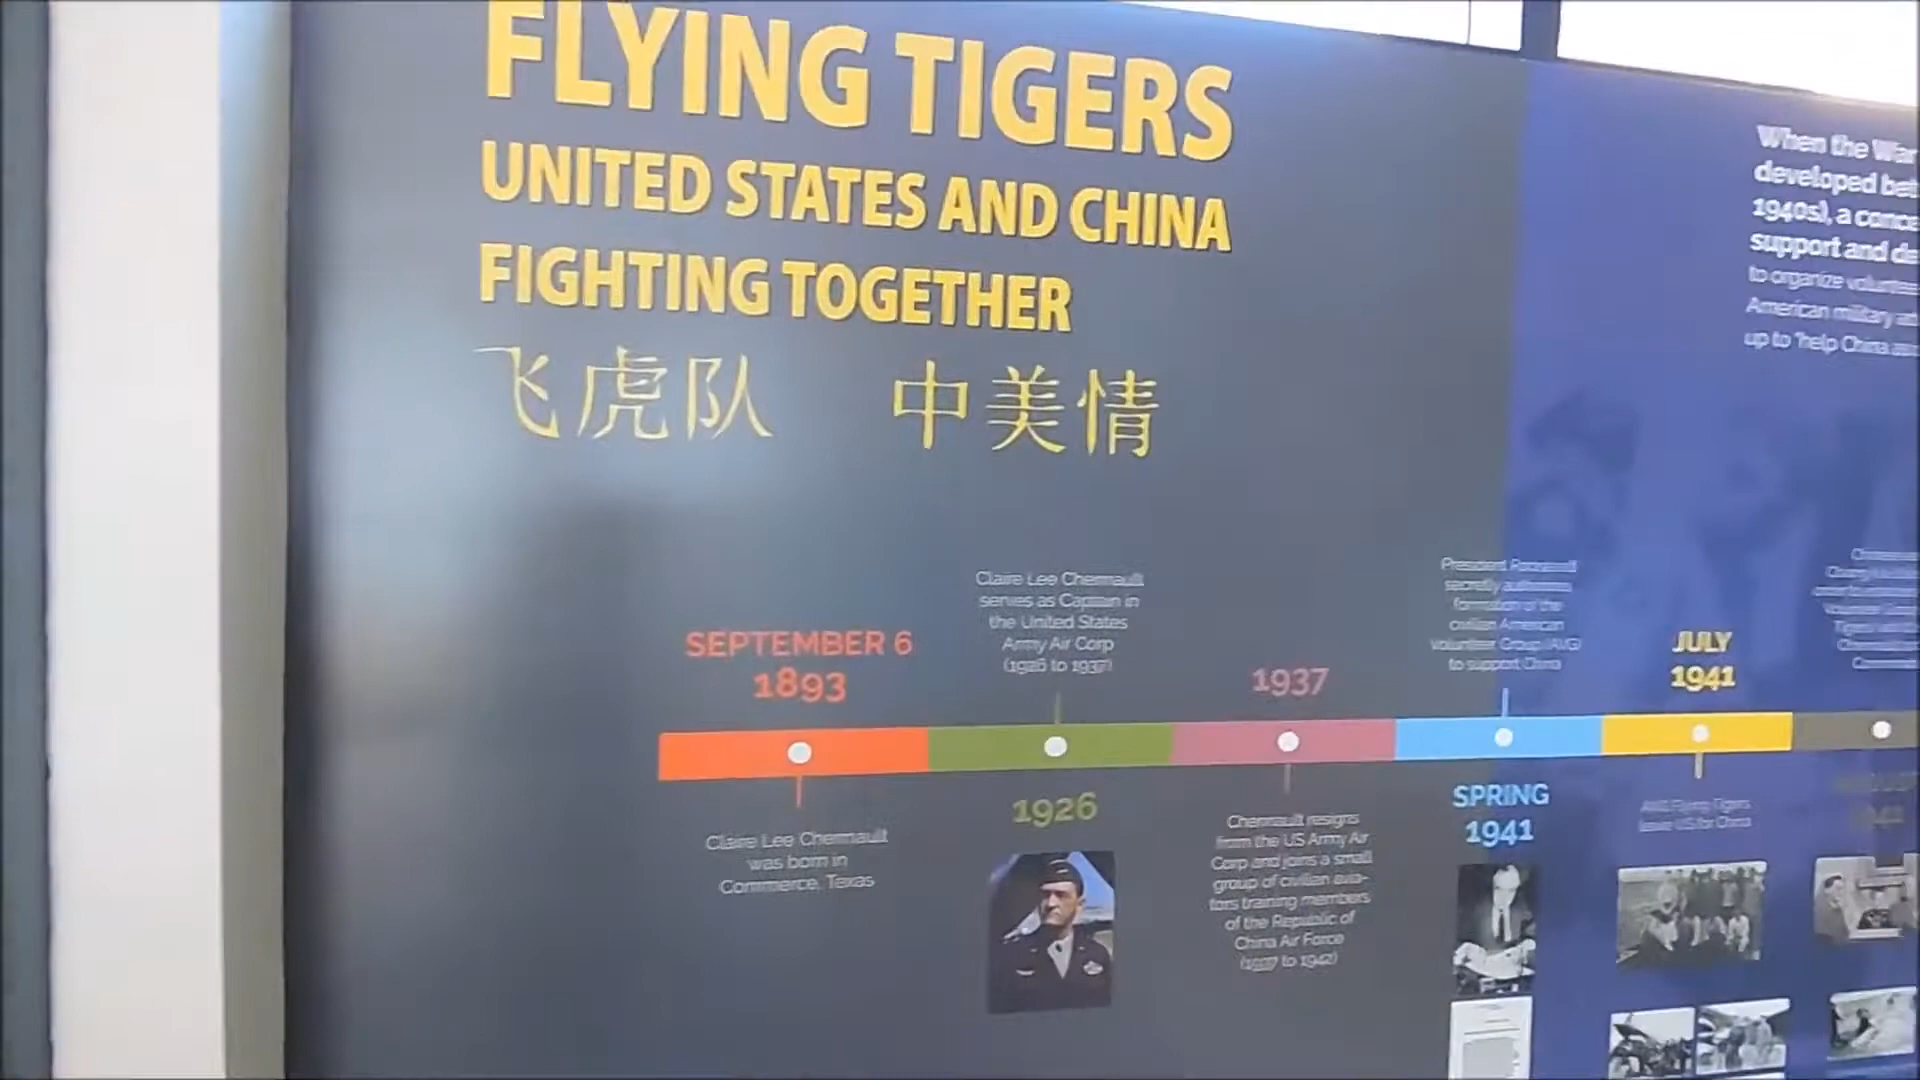 FLYING TIGERS
UNITED STATES AND CHINA
FIGHTING TOGETHER
飞虎队 中美情
When the War
developed bet
1940s), a conce
support and de
to organize voluntee
American military
up to "help China
SEPTEMBER 6
1893
Claire Lee Chennault
was born in
Commerce, Texas
Claire Lee Chennault
serves as Captain in
the United States
Army Air Corp
(1926 to 1937)
1926
1937
Chennault resigns
from the US Army Air
Corp and joins a small
group of civilian avia-
tors training members
of the Republic of
China Air Force
(1937 to 1942)
President Roosevelt
secretly authorizes
formation of the
civilian American
Volunteer Group (AVG)
to support China
SPRING
1941
JULY
1941
AVG Flying Tigers
leave US for China